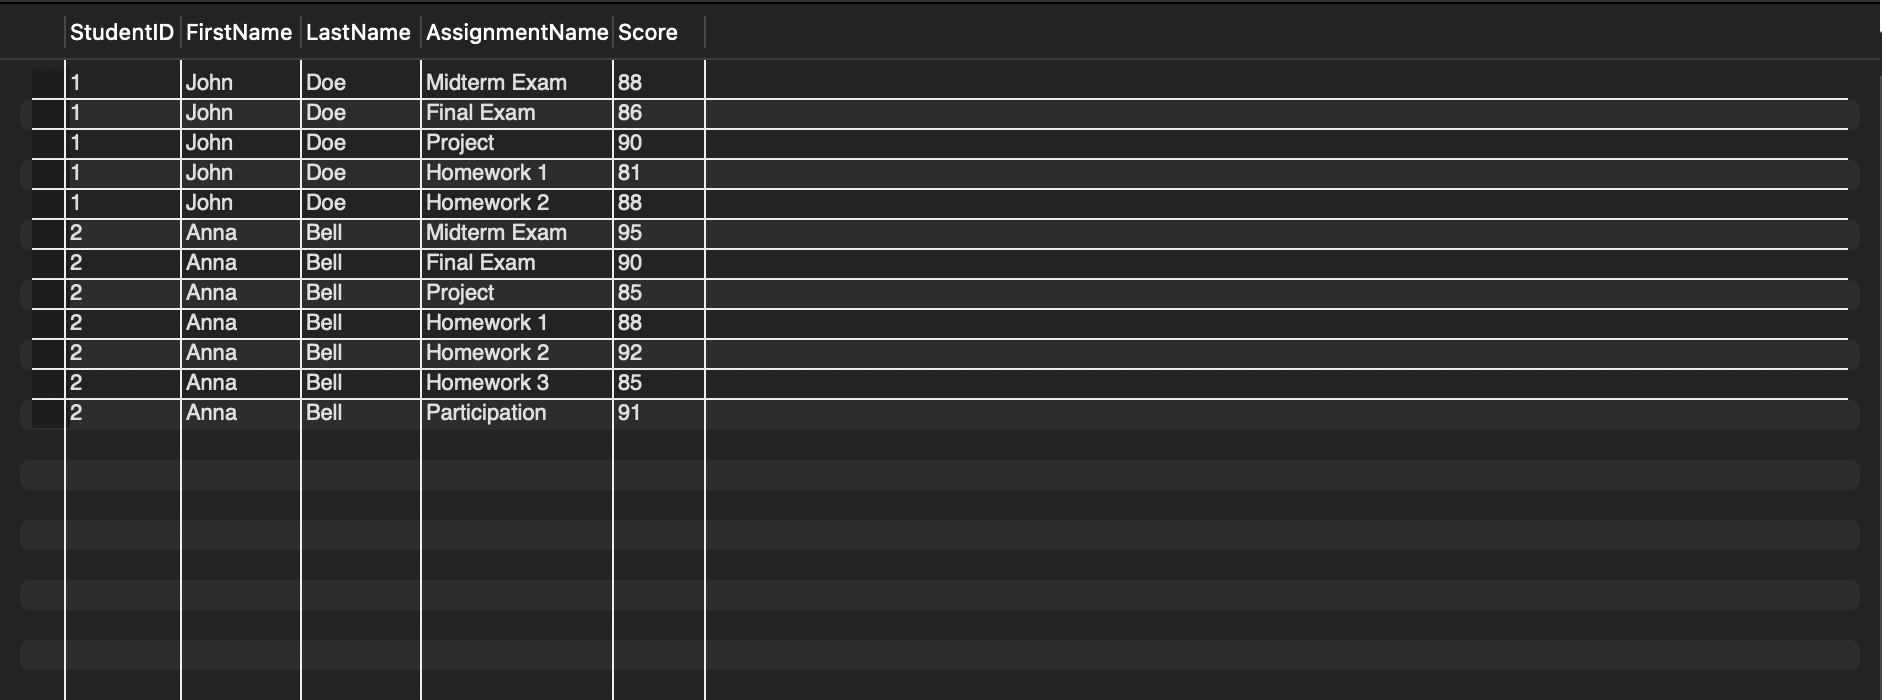 StudentID FirstName LastName AssignmentName Score
1 John Doe Midterm Exam 88
1 John Doe Final Exam 86
1 John Doe Project 90
1 John Doe Homework 1 81
1 John Doe Homework 2 88
2 Anna Bell Midterm Exam 95
2 Anna Bell Final Exam 90
2 Anna Bell Project 85
2 Anna Bell Homework 1 88
2 Anna Bell Homework 2 92
2 Anna Bell Homework 3 85
2 Anna Bell Participation 91